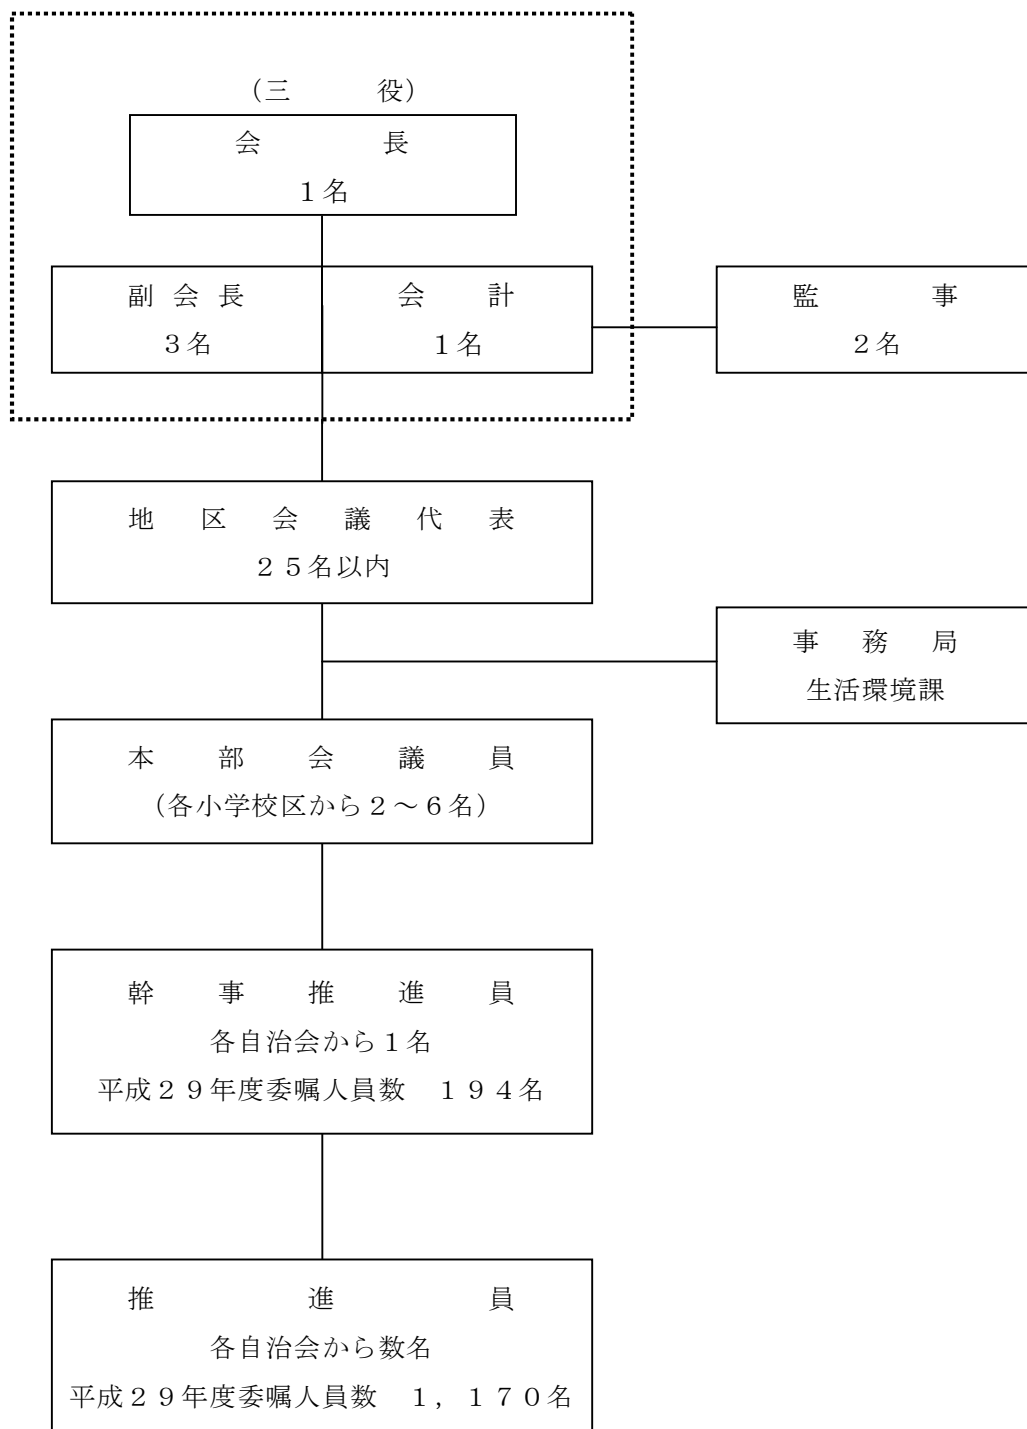 （三　　　役）
会　　　　　長
１名
副　会　長
３名
会　　　計
１名
監　　　　事
２名
地　区　会　議　代　表
２５名以内
事　務　局
生活環境課
本　部　会　議　員
（各小学校区から２～６名）
幹　事　推　進　員
各自治会から１名
平成２９年度委嘱人員数　１９４名
推　　　進　　　員
各自治会から数名
平成２９年度委嘱人員数　１，１７０名